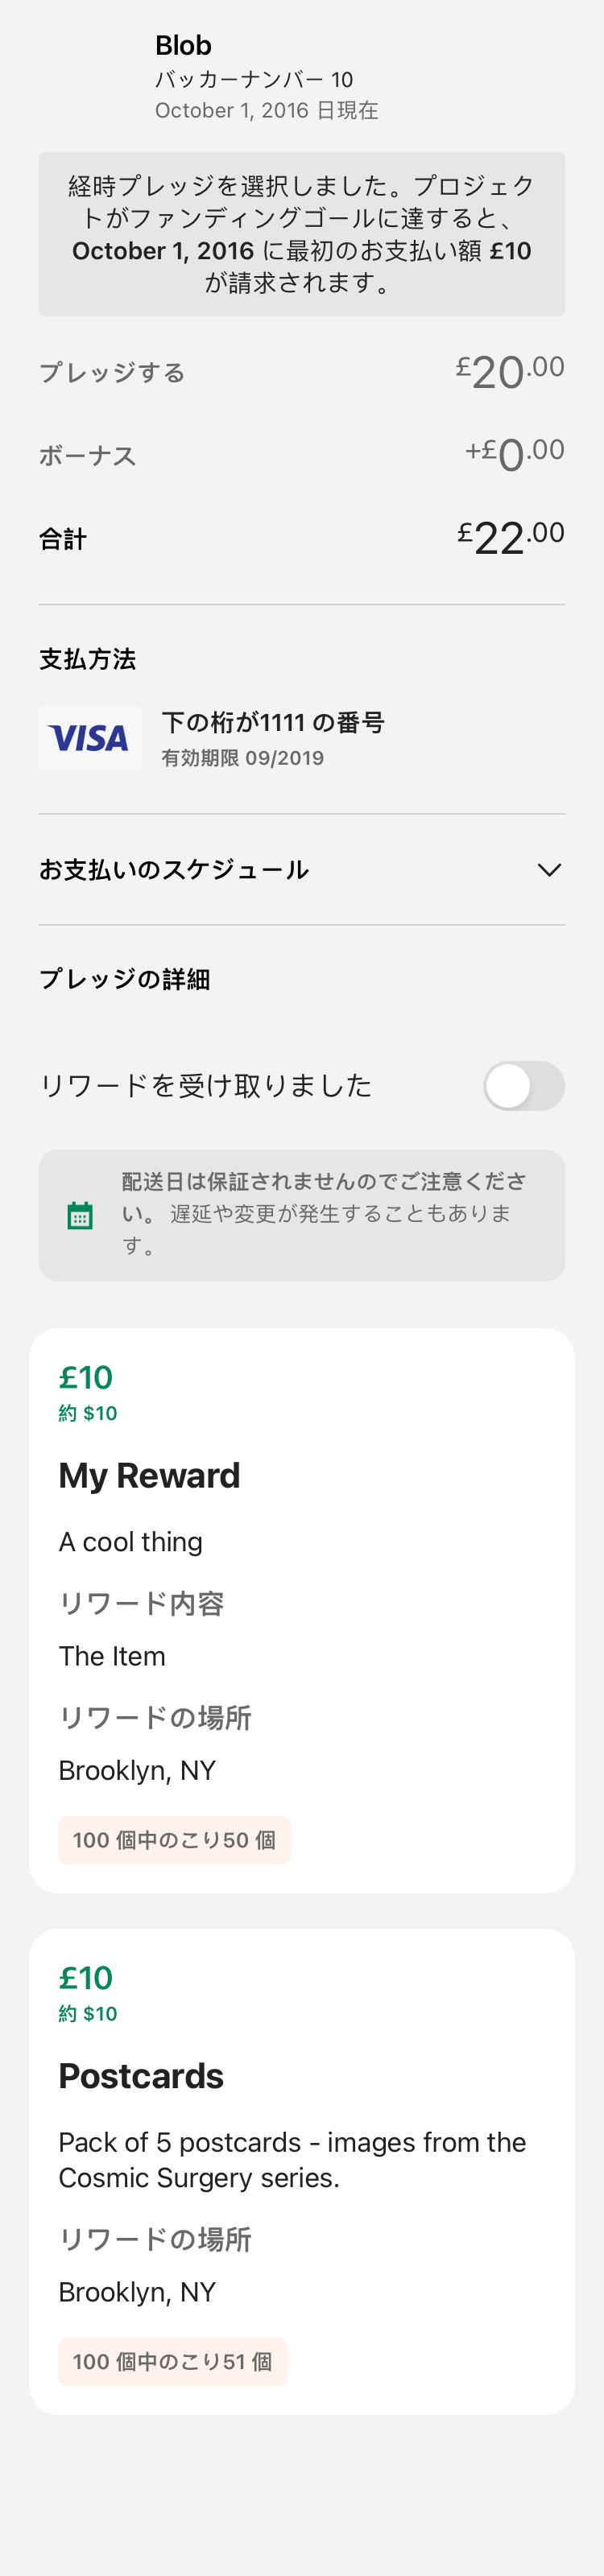 Blob
バッカーナンバー 10
October 1, 2016 日現在
経時プレッジを選択しました。プロジェク
トがファンディングゴールに達すると、
October 1, 2016 に最初のお支払い額 £10
が請求されます。
プレッジする £20.00
ボーナス +£0.00
合計 £22.00
支払方法
VISA
下の桁が1111 の番号
有効期限 09/2019
お支払いのスケジュール
プレッジの詳細
リワードを受け取りました
配送日は保証されませんのでご注意くださ
い。 遅延や変更が発生することもありま
す。
£10
約 $10
My Reward
A cool thing
リワード内容
The Item
リワードの場所
Brooklyn, NY
100 個中のこり50 個
£10
約 $10
Postcards
Pack of 5 postcards - images from the
Cosmic Surgery series.
リワードの場所
Brooklyn, NY
100 個中のこり51 個